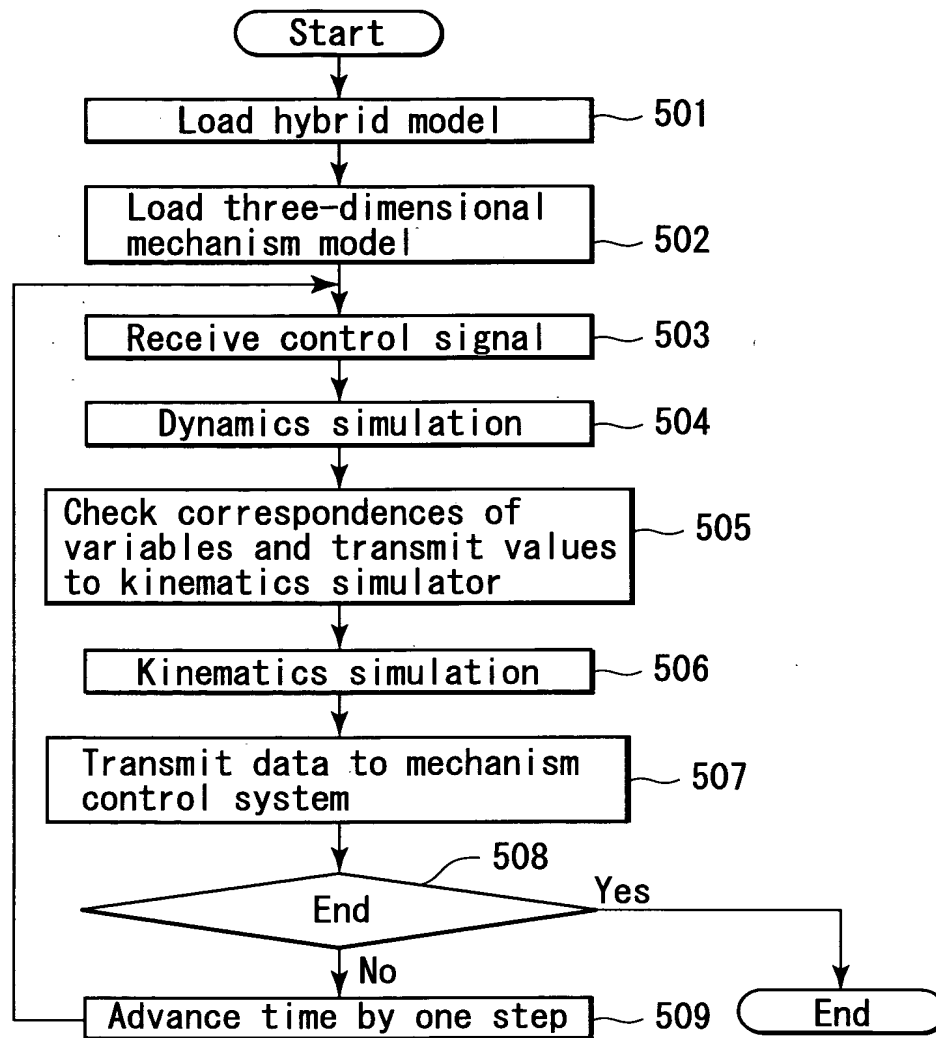 Start
Load hybrid model
501
Load three-dimensional
mechanism model
502
Receive control signal
503
Dynamics simulation
504
Check correspondences of
variables and transmit values
to kinematics simulator
505
Kinematics simulation
506
Transmit data to mechanism
control system
507
508
End
Yes
No
Advance time by one step
509
End